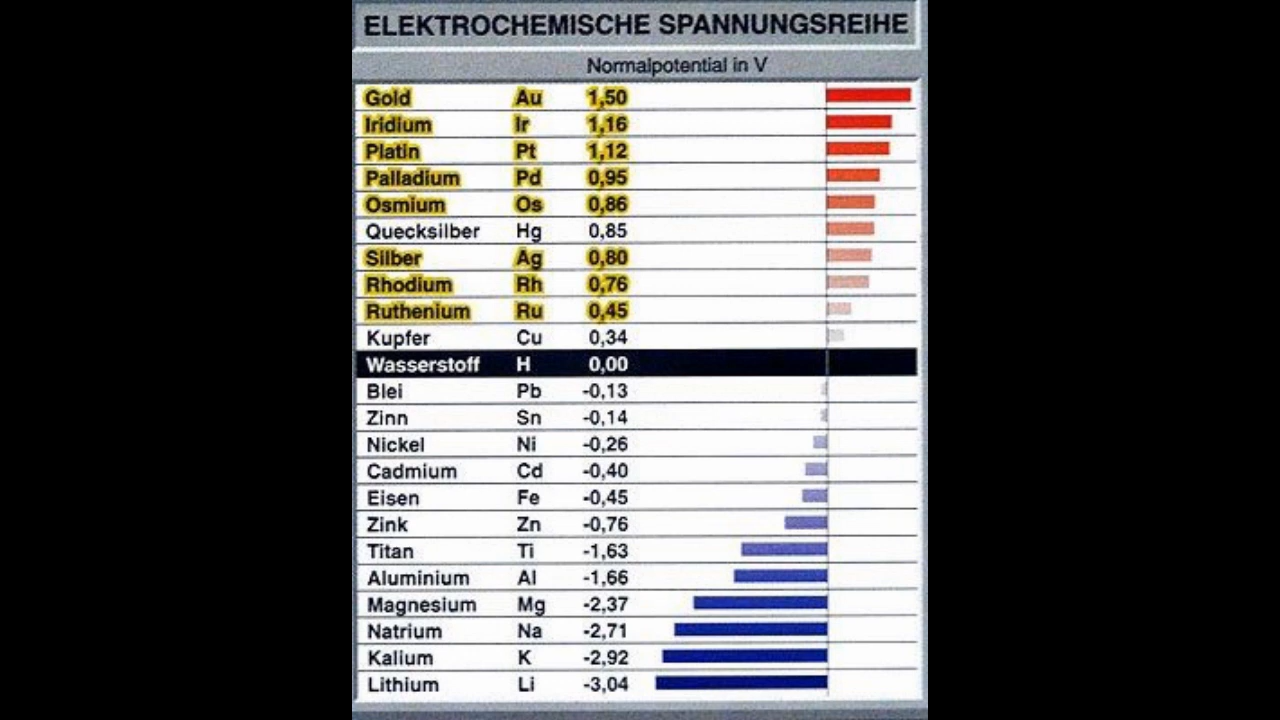 ELEKTROCHEMISCHE SPANNUNGSREIHE
Normalpotential in V
Gold Au 1,50
Iridium Ir 1,16
Platin Pt 1,12
Palladium Pd 0,95
Osmium Os 0,86
Quecksilber Hg 0,85
Silber Ag 0,80
Rhodium Rh 0,76
Ruthenium Ru 0,45
Kupfer Cu 0,34
Wasserstoff H 0,00
Blei Pb -0,13
Zinn Sn -0,14
Nickel Ni -0,26
Cadmium Cd -0,40
Eisen Fe -0,45
Zink Zn -0,76
Titan Ti -1,63
Aluminium Al -1,66
Magnesium Mg -2,37
Natrium Na -2,71
Kalium K -2,92
Lithium Li -3,04